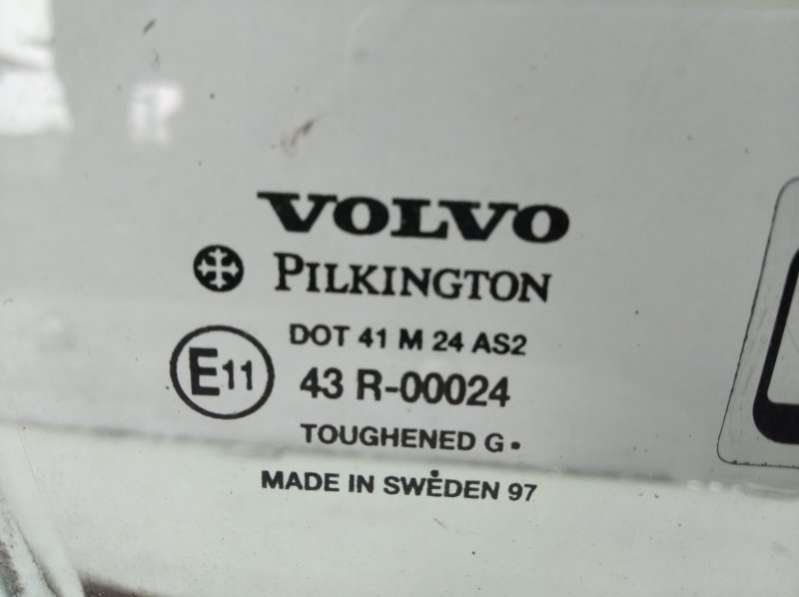 VOLVO
PILKINGTON
DOT 41 M 24 AS2
E11 43 R-00024
TOUGHENED G.
MADE IN SWEDEN 97